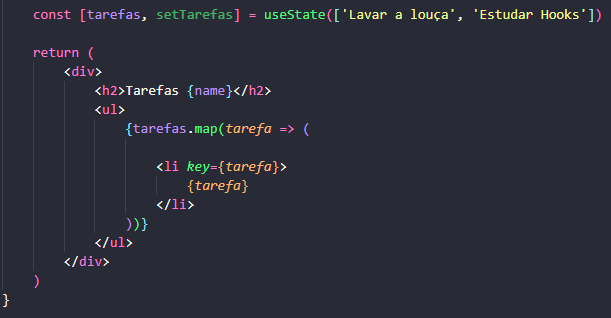 const [tarefas, setTarefas] = useState(['Lavar a louça', 'Estudar Hooks'])
return (
<div>
<h2>Tarefas {name}</h2>
<ul>
{tarefas.map(tarefa => (
<li key={tarefa}>
{tarefa}
</li>
))}
</ul>
</div>
)
}